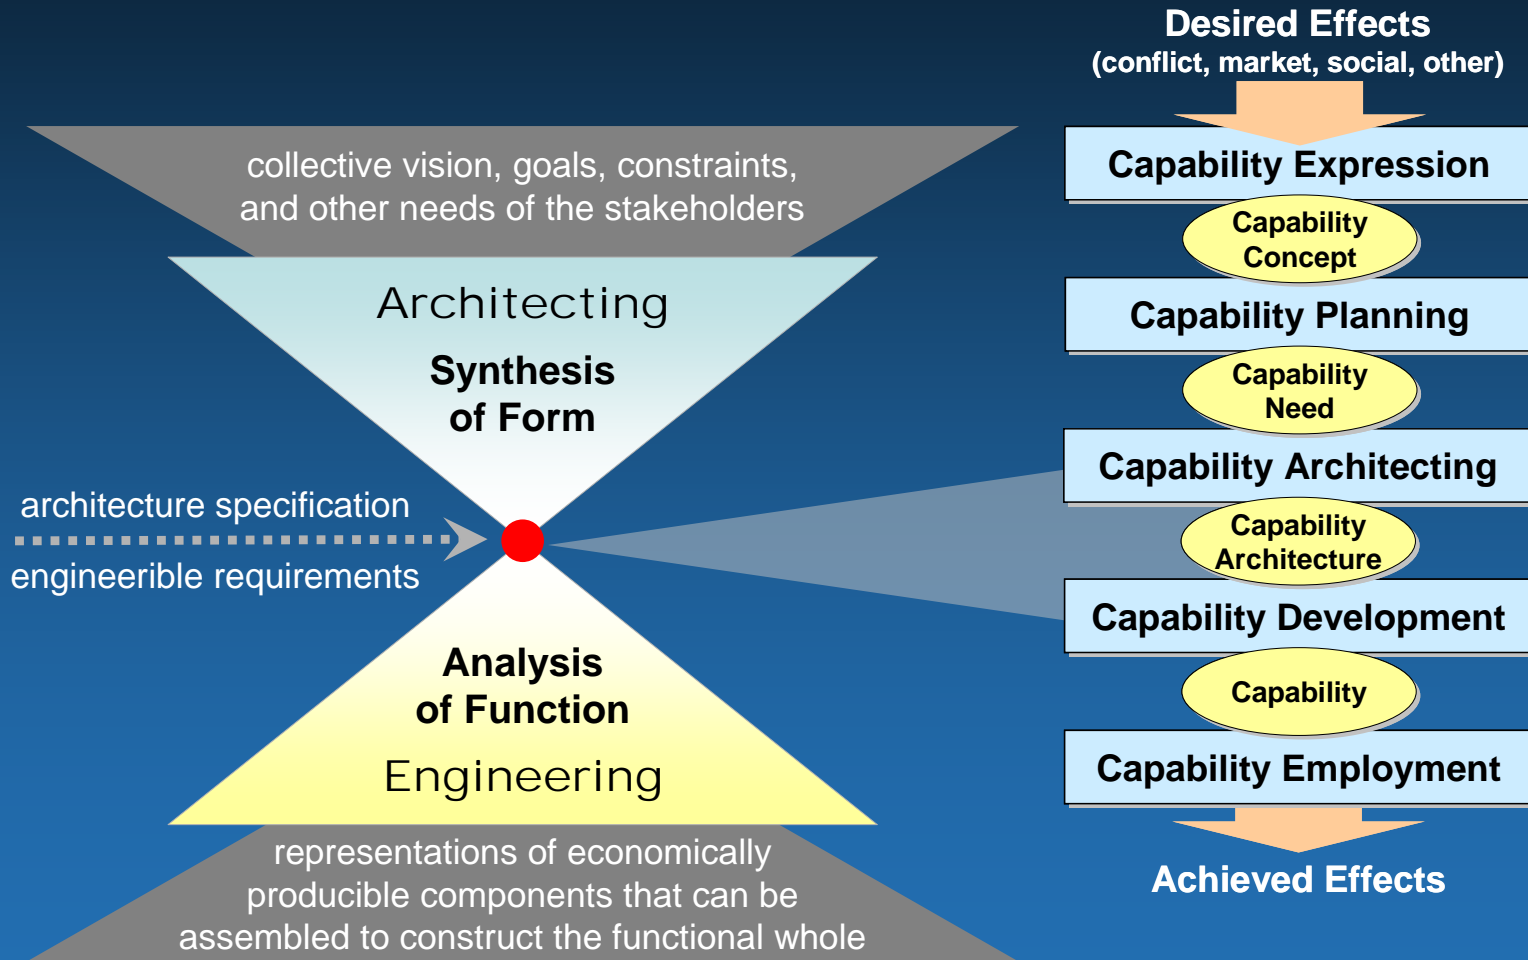 collective vision, goals, constraints,
and other needs of the stakeholders
Architecting
Synthesis
of Form
architecture specification
engineerible requirements
Analysis
of Function
Engineering
representations of economically
producible components that can be
assembled to construct the functional whole
Desired Effects
(conflict, market, social, other)
Capability Expression
Capability
Concept
Capability Planning
Capability
Need
Capability Architecting
Capability
Architecture
Capability Development
Capability
Capability Employment
Achieved Effects